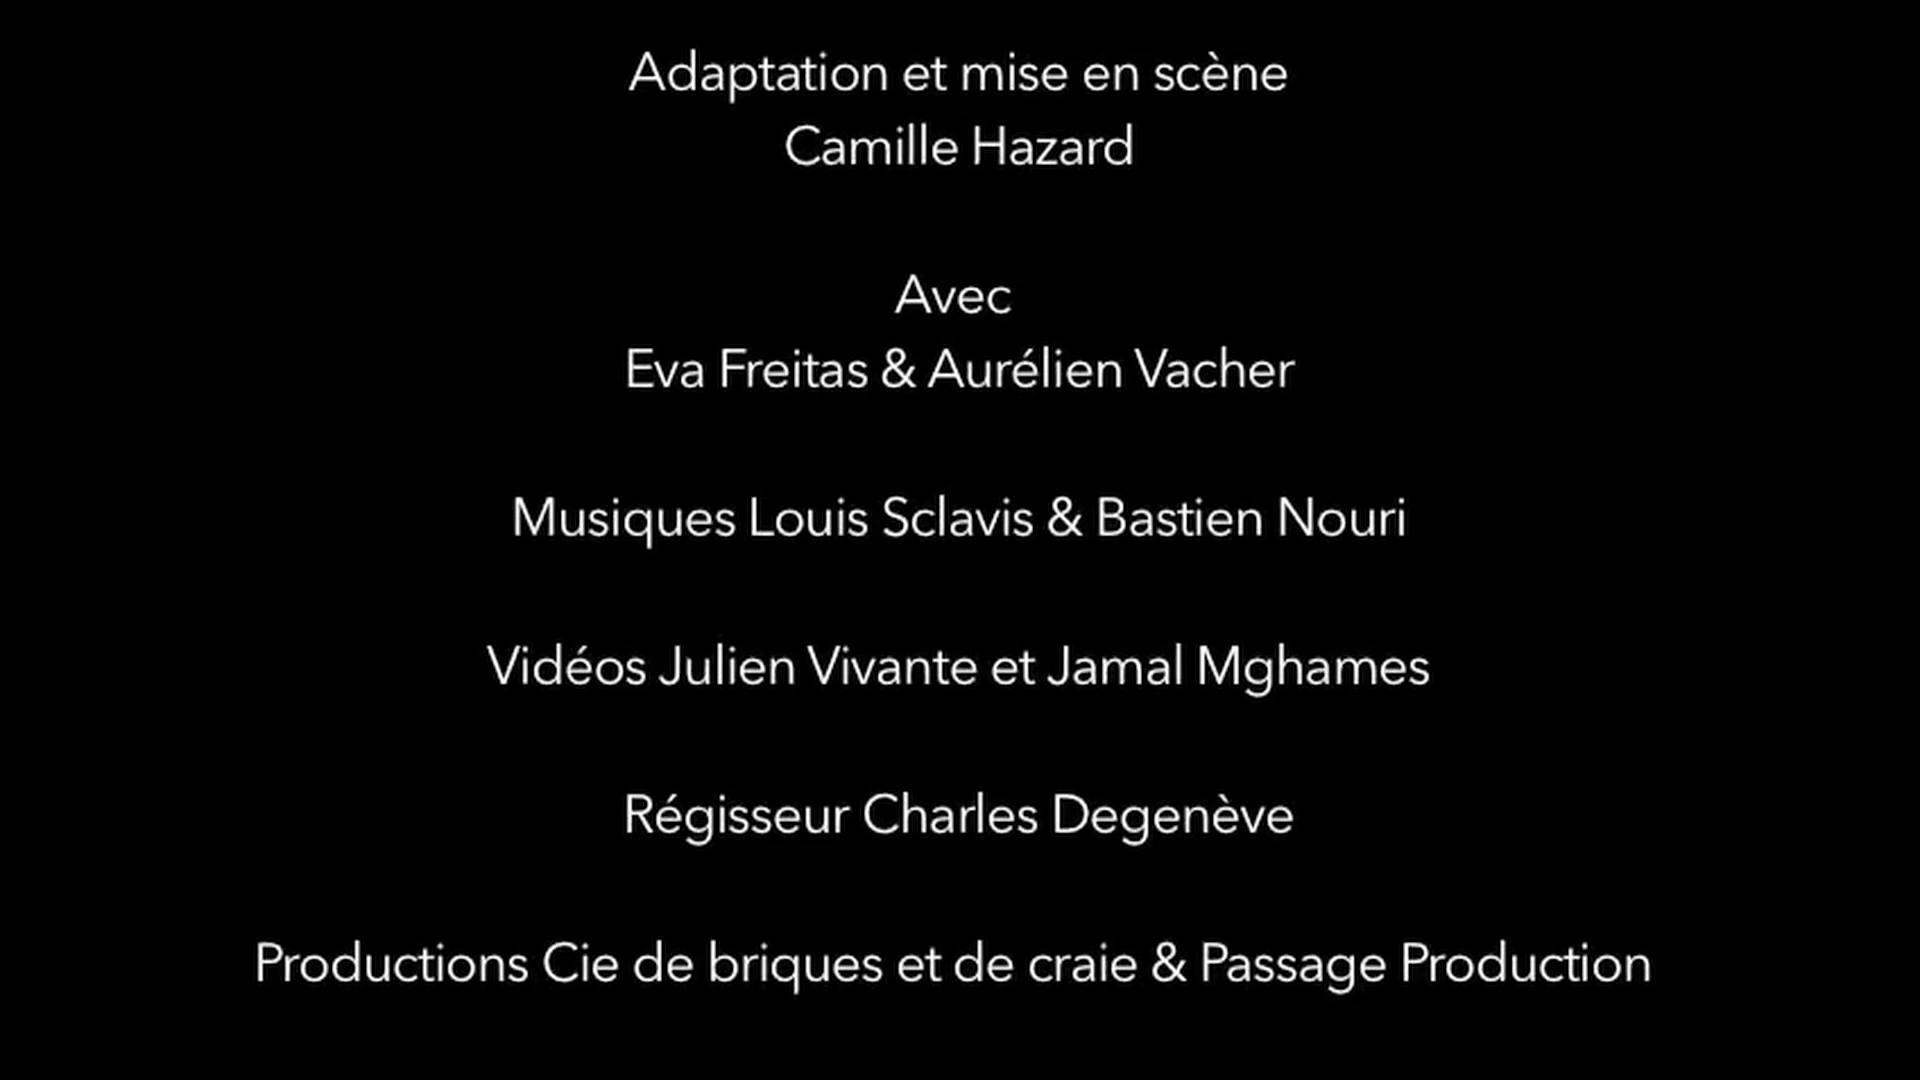 Adaptation et mise en scène
Camille Hazard
Avec
Eva Freitas & Aurélien Vacher
Musiques Louis Sclavis & Bastien Nouri
Vidéos Julien Vivante et Jamal Mghames
Régisseur Charles Degenève
Productions Cie de briques et de craie & Passage Production